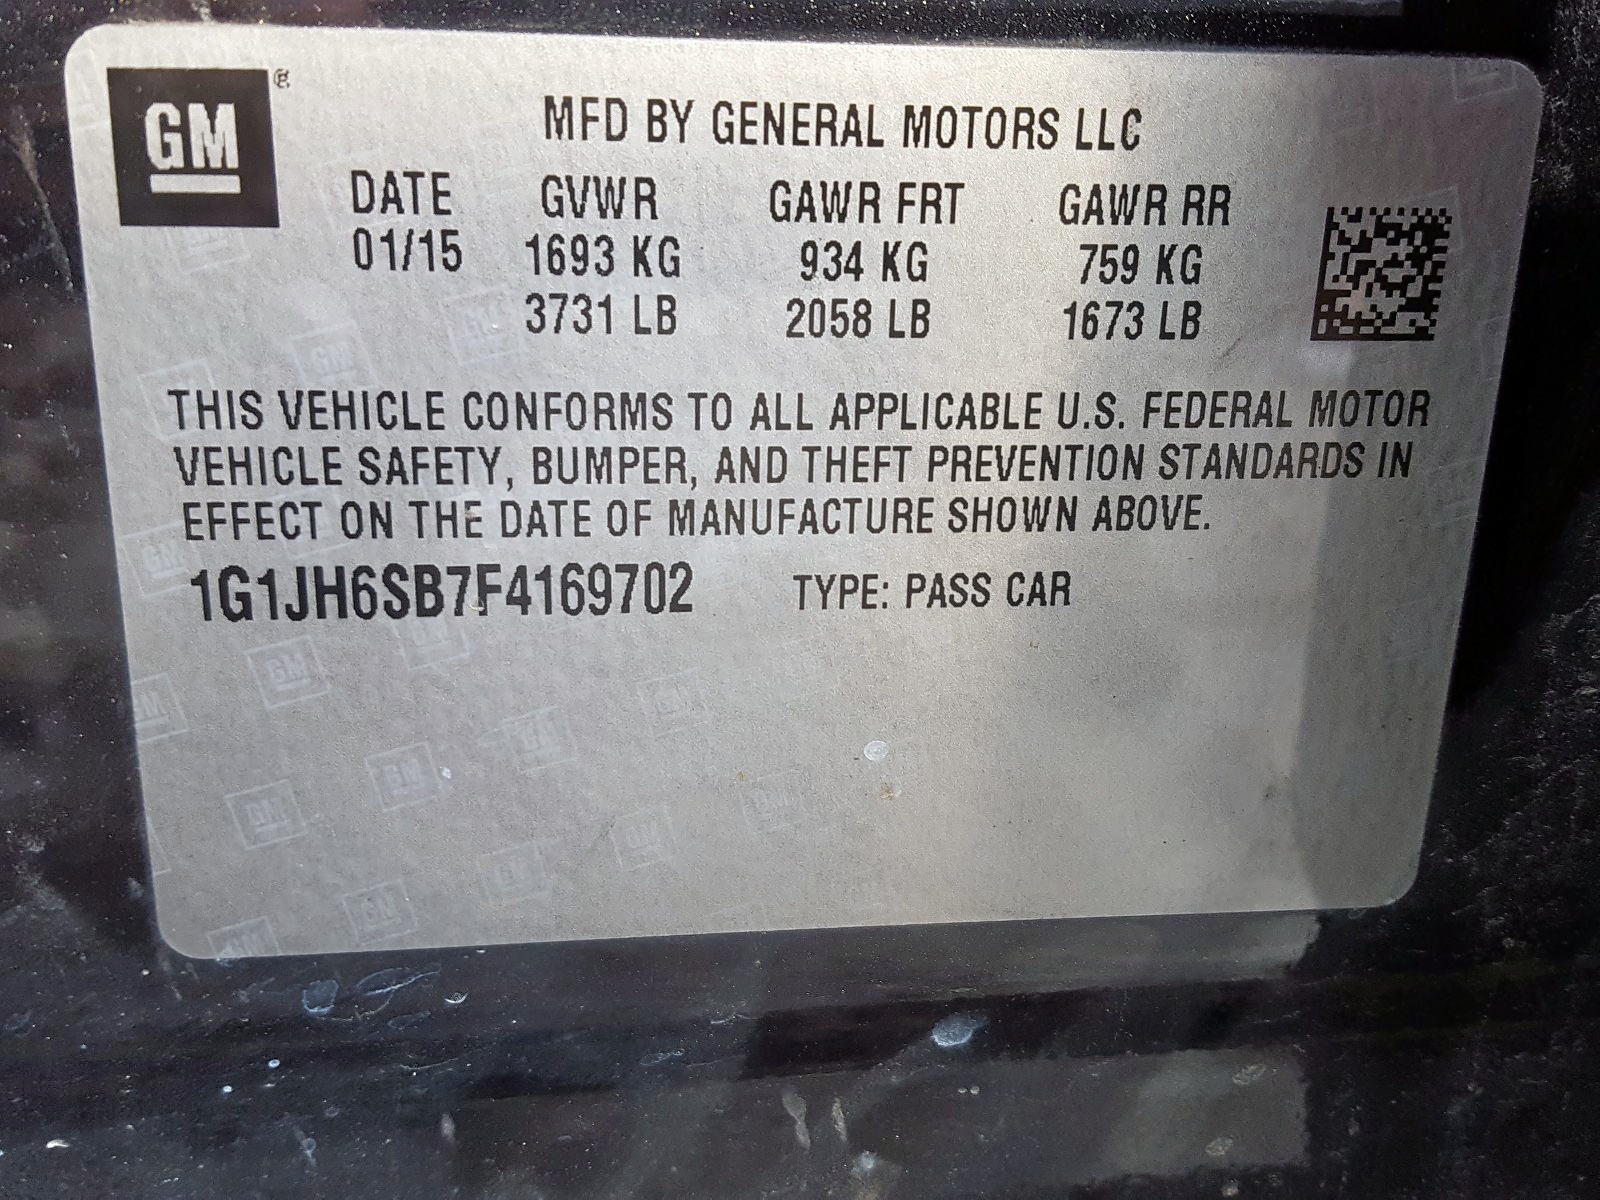 GM ®
MFD BY GENERAL MOTORS LLC
DATE GVWR GAWR FRT GAWR RR
01/15 1693 KG 934 KG 759 KG
3731 LB 2058 LB 1673 LB
THIS VEHICLE CONFORMS TO ALL APPLICABLE U.S. FEDERAL MOTOR
VEHICLE SAFETY, BUMPER, AND THEFT PREVENTION STANDARDS IN
EFFECT ON THE DATE OF MANUFACTURE SHOWN ABOVE.
1G1JH6SB7F4169702 TYPE: PASS CAR